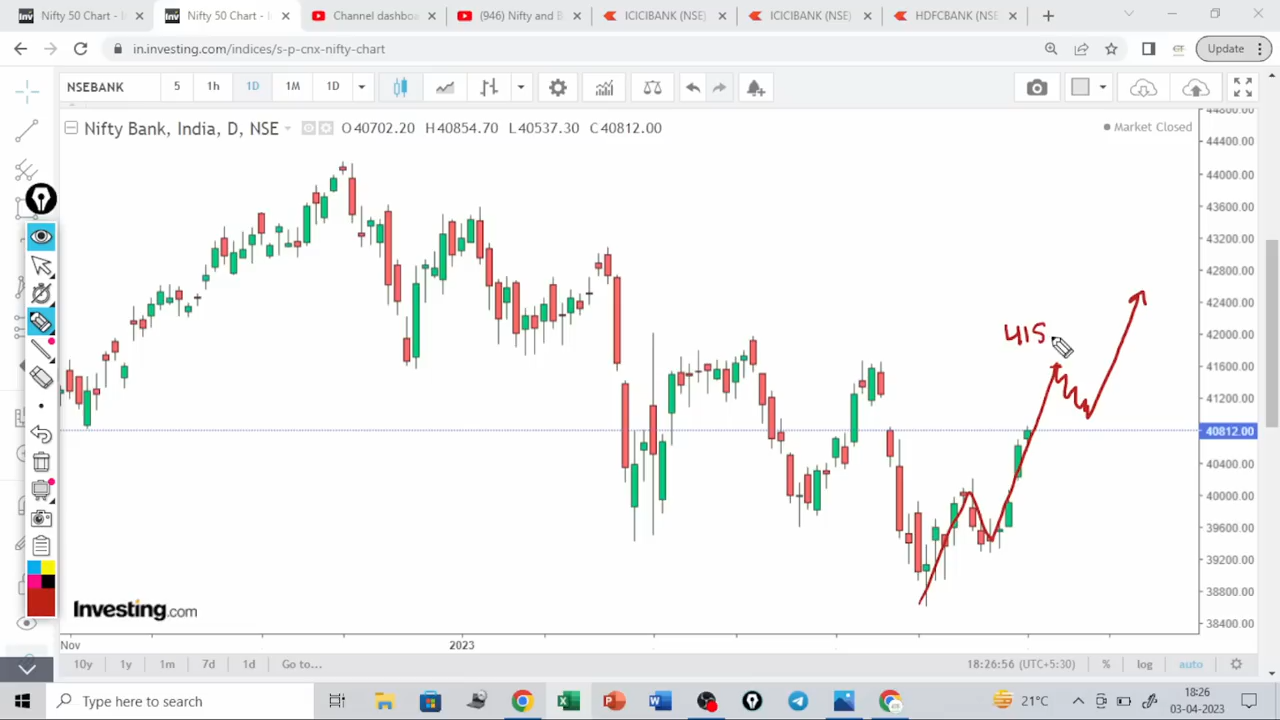 Nifty 50 Chart - I
Nifty 50 Chart - I
Channel dashboa
(946) Nifty and B
ICICIBANK (NSE)
ICICIBANK (NSE)
HDFCBANK (NSE
in.investing.com/indices/s-p-cnx-nifty-chart
Update
NSEBANK
5
1h
1D
1M
1D
Nifty Bank, India, D, NSE
O40702.20 H40854.70 L40537.30 C40812.00
Market Closed
44800.00
44400.00
44000.00
43600.00
43200.00
42800.00
42400.00
42000.00
41600.00
41200.00
40812.00
40400.00
40000.00
39600.00
39200.00
38800.00
38400.00
415
Investing.com
Nov
2023
10y
1y
1m
7d
1d
Go to...
18:26:56 (UTC+5:30)
%
log
auto
Type here to search
21°C
18:26
03-04-2023